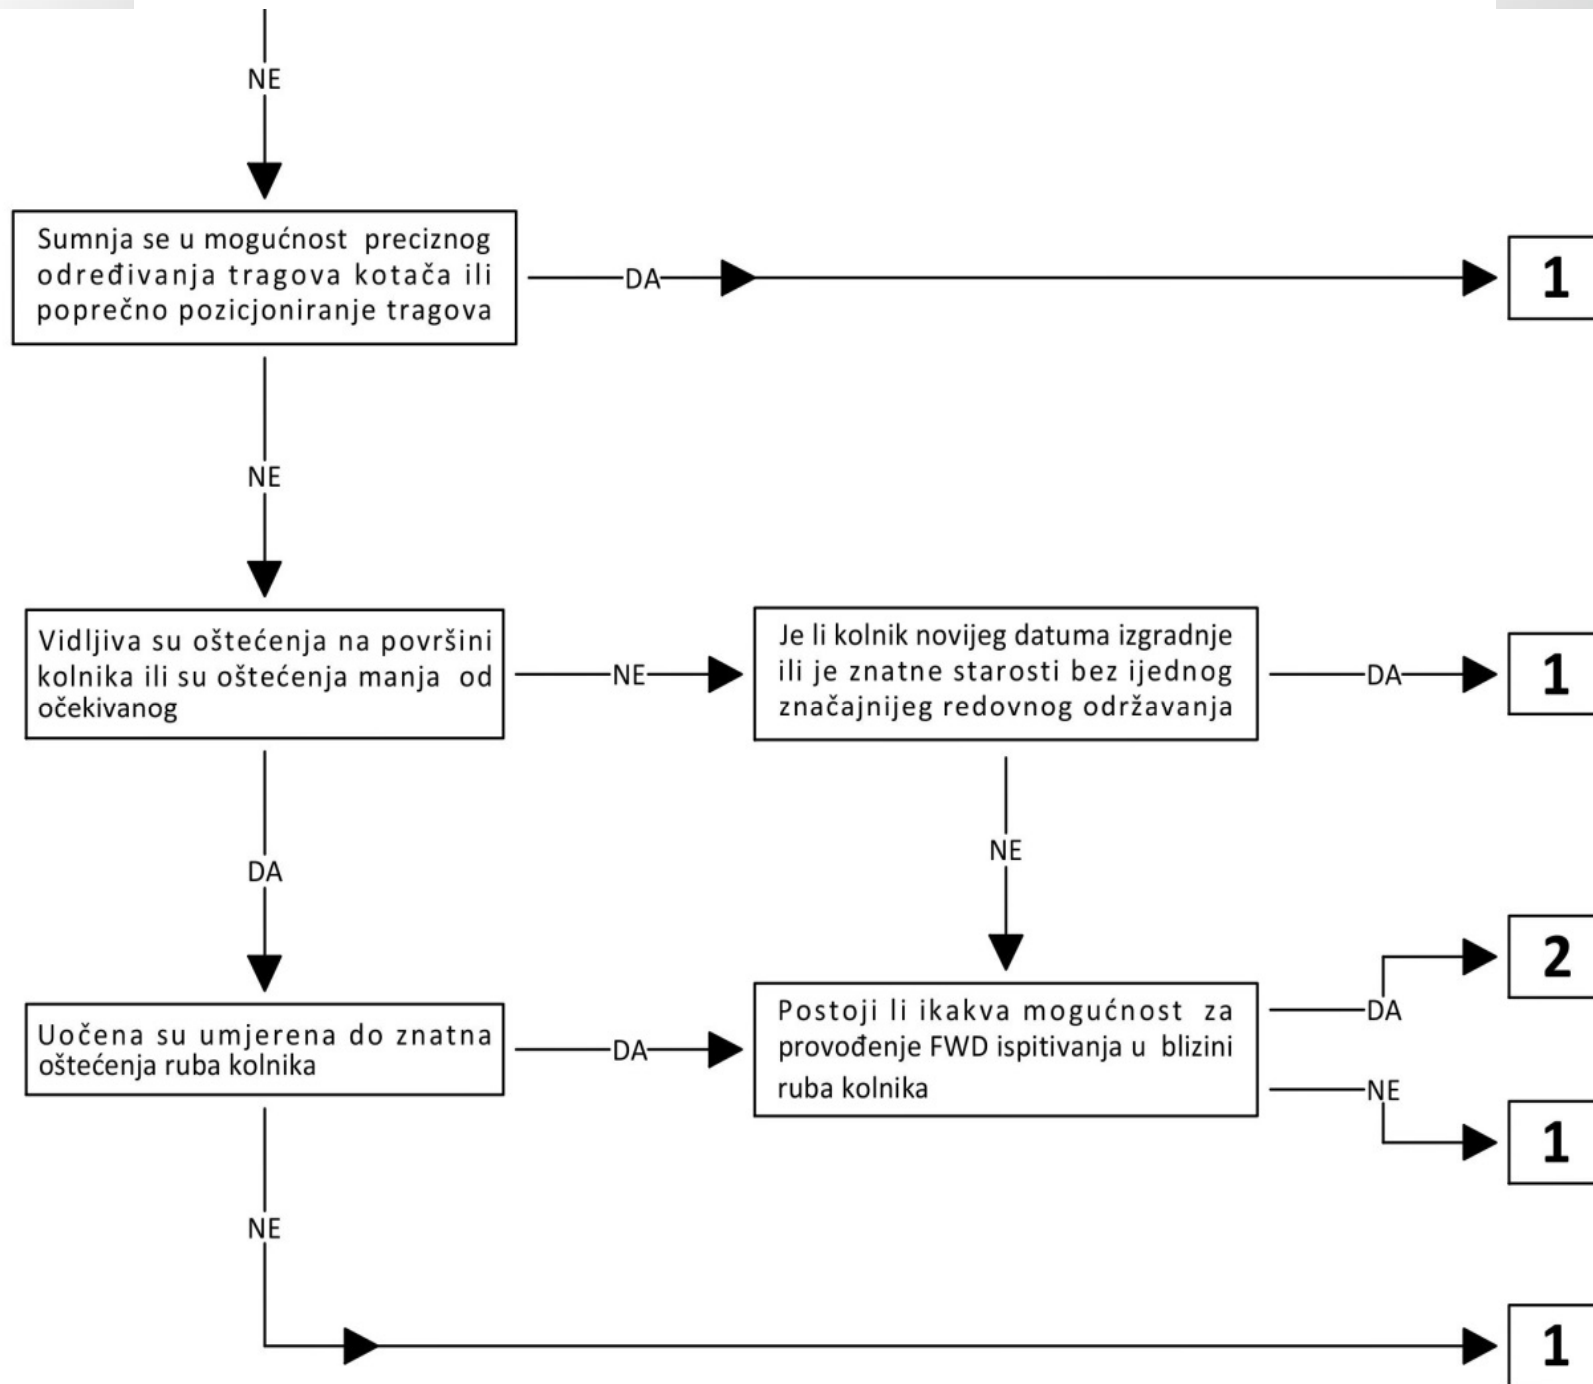 NE
Sumnja se u mogućnost preciznog
određivanja tragova kotača ili
poprečno pozicjoniranje tragova
DA
1
NE
Vidljiva su oštećenja na površini
kolnika ili su oštećenja manja od
očekivanog
NE
Je li kolnik novijeg datuma izgradnje
ili je znatne starosti bez ijednog
značajnijeg redovnog održavanja
DA
1
DA
NE
Uočena su umjerena do znatna
oštećenja ruba kolnika
DA
Postoji li ikakva mogućnost za
provođenje FWD ispitivanja u blizini
ruba kolnika
DA
2
NE
1
NE
1